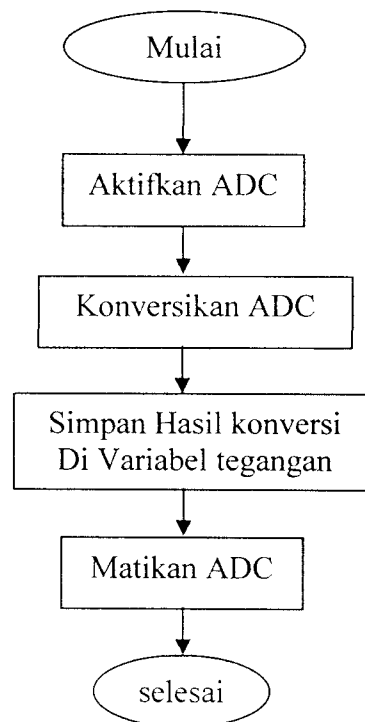 Mulai
Aktifkan ADC
Konversikan ADC
Simpan Hasil konversi
Di Variabel tegangan
Matikan ADC
selesai